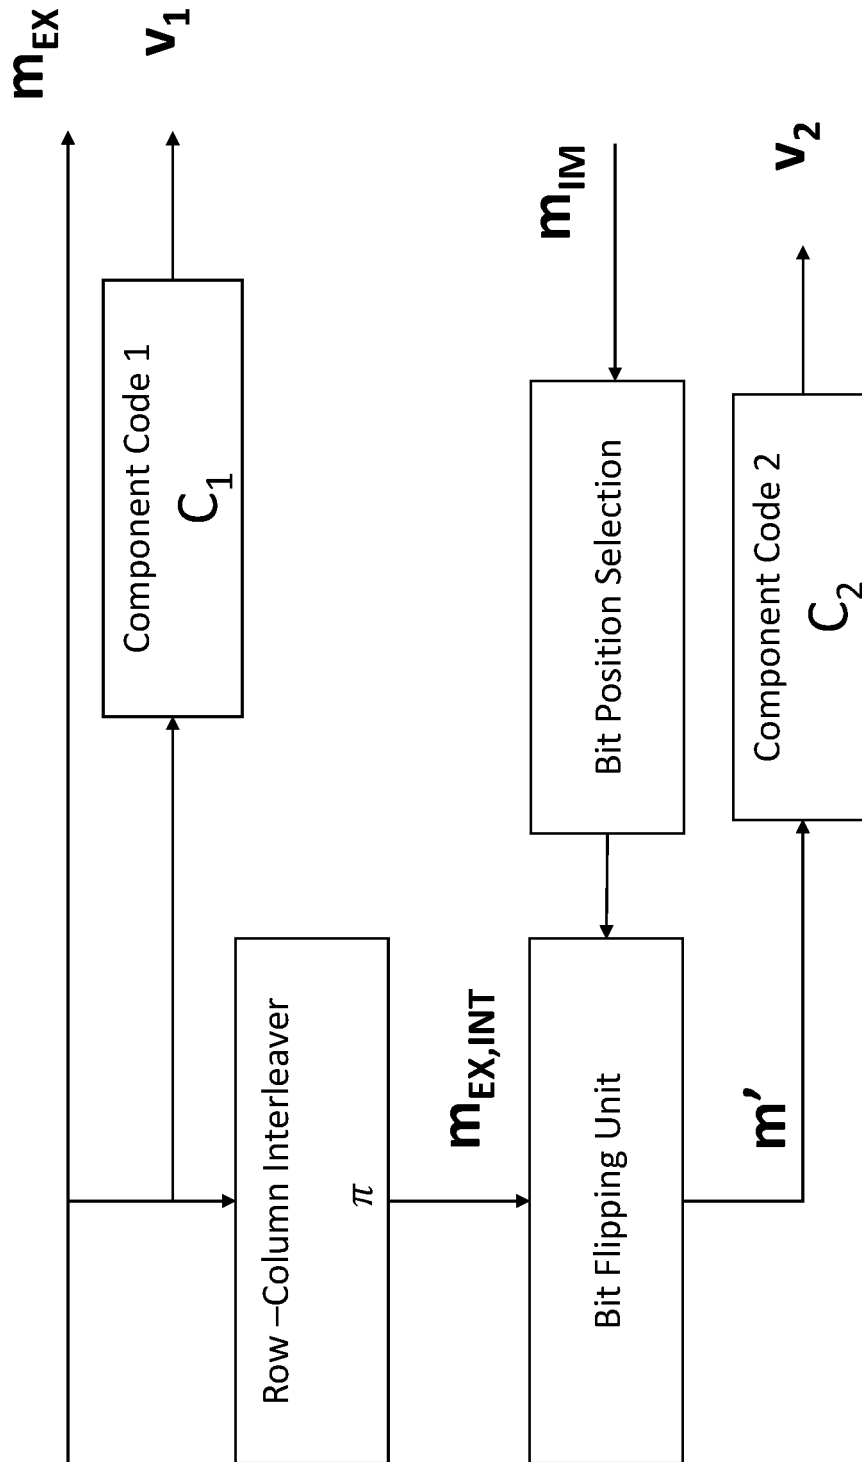 m_EX
v_1
Component Code 1
C_1
Row –Column Interleaver
π
m_EX,INT
m_IM
Bit Flipping Unit
Bit Position Selection
m'
Component Code 2
C_2
v_2